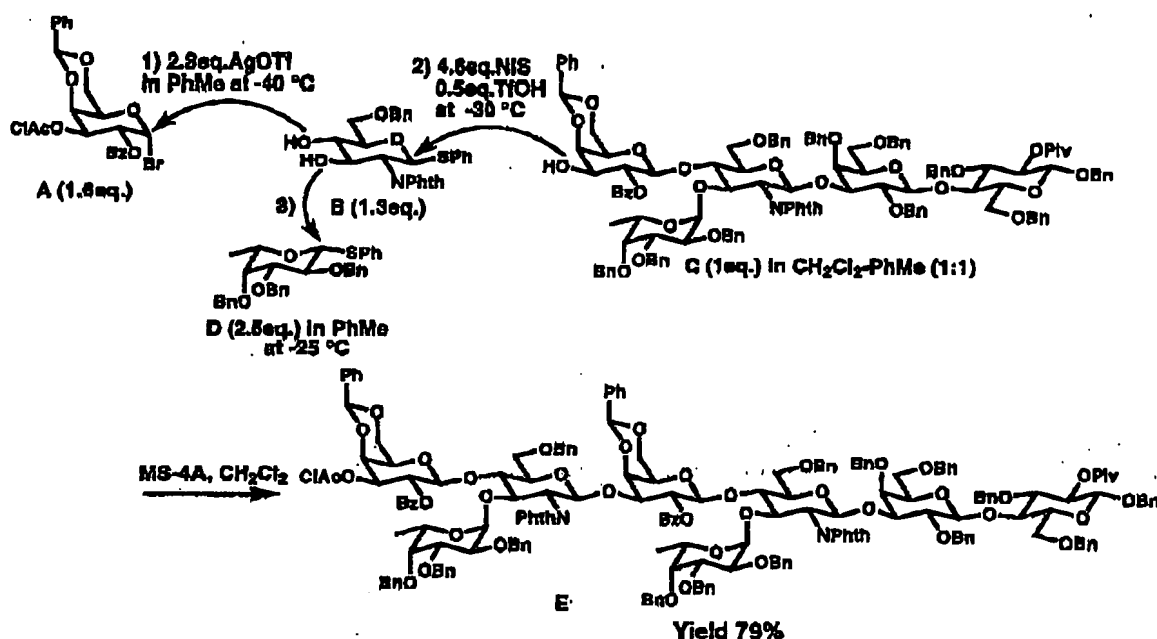 Ph
O
O
O
ClAcO
BzO
Br
A (1.6eq.)
1) 2.3eq.AgOTf
in PhMe at -40 °C
OBn
HO
HO
O
SPh
NPhth
B (1.3eq.)
2) 4.6eq.NIS
0.5eq.TfOH
at -30 °C
3)
O
SPh
OBn
OBn
BnO
D (2.5eq.) in PhMe
at -25 °C
Ph
O
O
O
HO
BzO
O
OBn
O
O
NPhth
O
BnO
OBn
O
OBn
O
BnO
OPiv
OBn
O
OBn
O
OBn
OBn
BnO
C (1eq.) in CH2Cl2-PhMe (1:1)
MS-4A, CH2Cl2
Ph
O
O
O
ClAcO
BzO
O
OBn
O
O
PhthN
O
O
OBn
OBn
BnO
Ph
O
O
O
BzO
O
OBn
O
O
NPhth
O
BnO
OBn
O
OBn
O
BnO
OPiv
OBn
O
OBn
O
OBn
OBn
BnO
E
Yield 79%